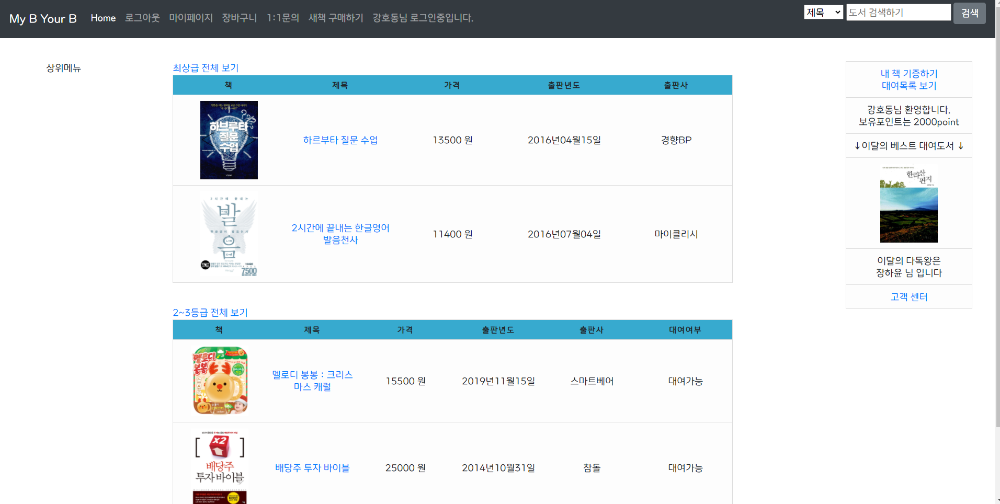 My B Your B Home 로그아웃 마이페이지 장바구니 1:1문의 새책 구매하기 강호동님 로그인중입니다. 제목 도서 검색하기 검색
상위메뉴
최상급 전체 보기
책 제목 가격 출판년도 출판사
하브루타
질문
수업
하르부타 질문 수업 13500 원 2016년04월15일 경향BP
2시간에 끝내는
발
한글영어 발음천사
음
7500
2시간에 끝내는 한글영어
발음천사
11400 원 2016년07월04일 마이클리시
2~3등급 전체 보기
책 제목 가격 출판년도 출판사 대여여부
멜로디
봉봉
멜로디 봉봉 : 크리스
마스 캐럴
15500 원 2019년11월15일 스마트베어 대여가능
x2
배당주
투자 바이블
배당주 투자 바이블 25000 원 2014년10월31일 참돌 대여가능
내 책 기증하기
대여목록 보기
강호동님 환영합니다.
보유포인트는 2000point
↓이달의 베스트 대여도서 ↓
한라산
편지
이달의 다독왕은
장하윤 님 입니다
고객 센터